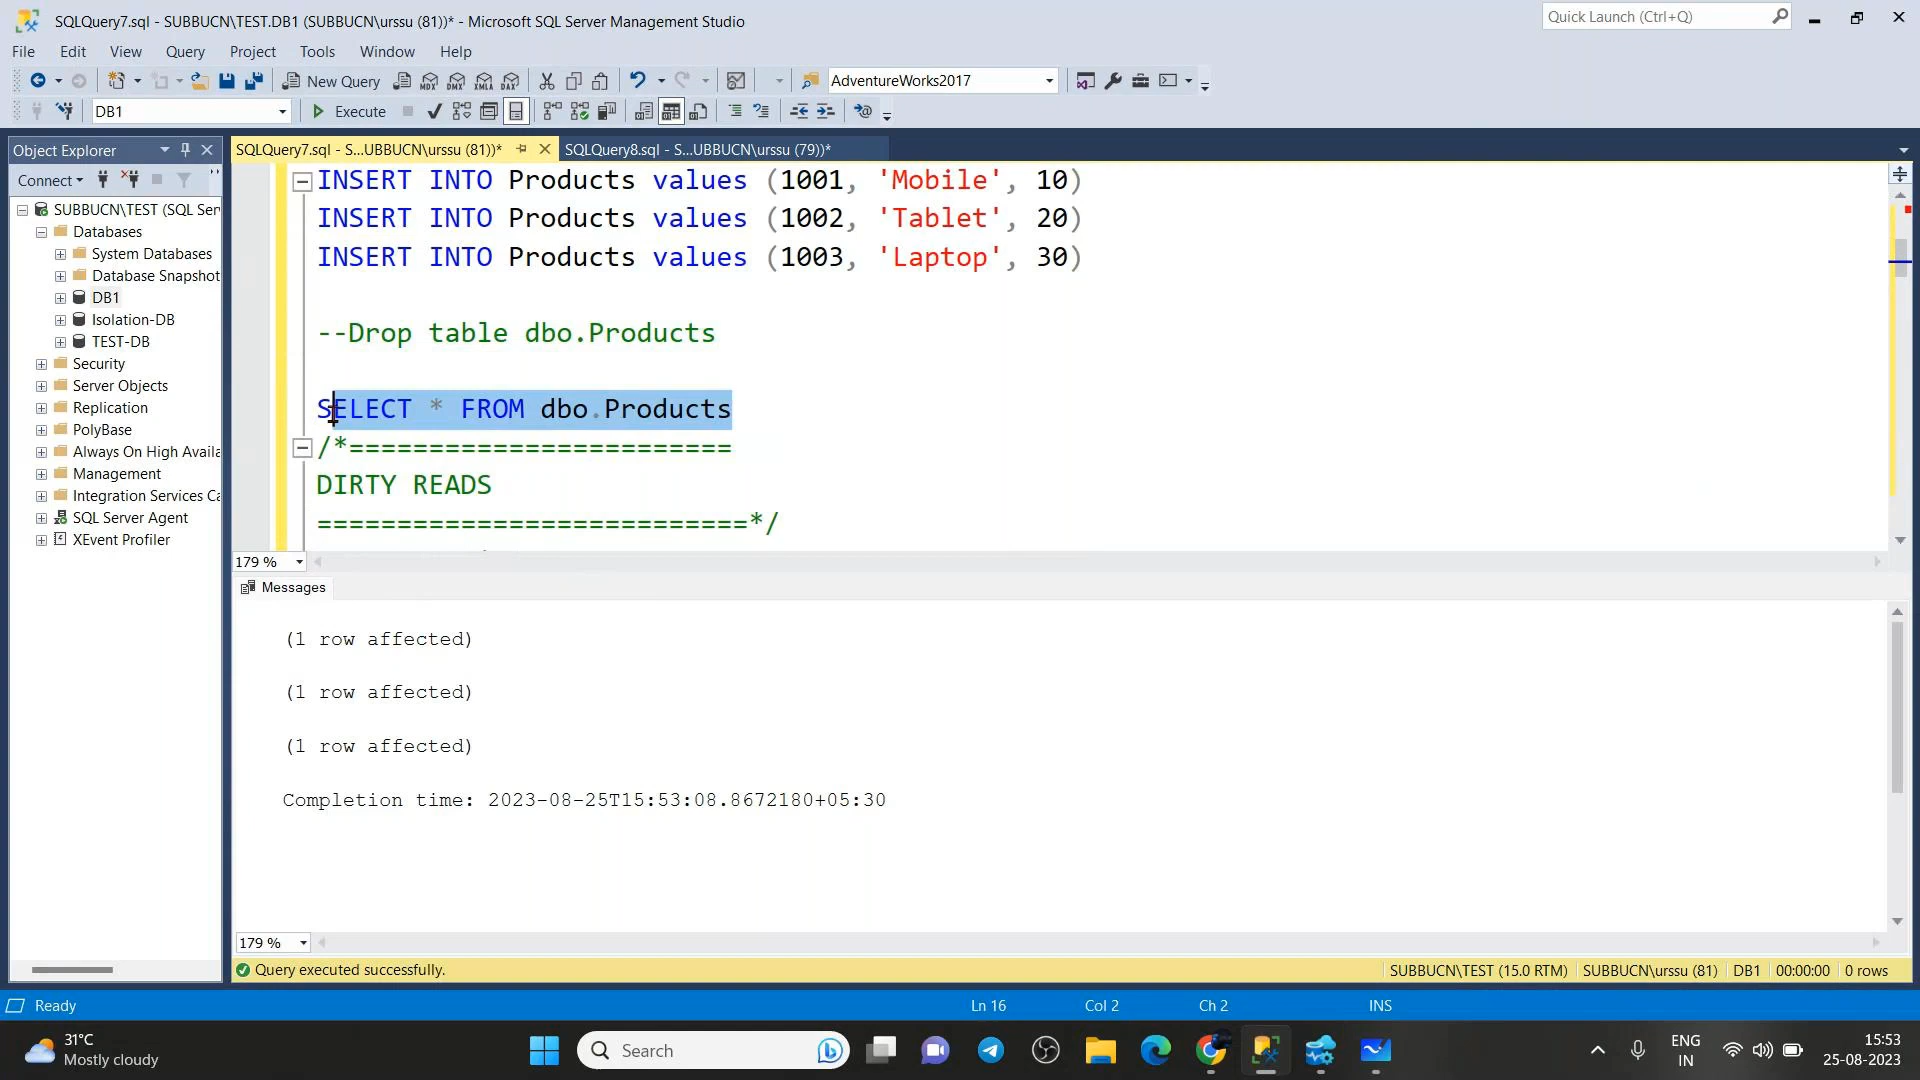 SQLQuery7.sql - SUBBUCN\TEST.DB1 (SUBBUCN\urssu (81))* - Microsoft SQL Server Management Studio
Quick Launch (Ctrl+Q)
File Edit View Query Project Tools Window Help
New Query MDX DMX XMLA DAX AdventureWorks2017
DB1 Execute
Object Explorer
SQLQuery7.sql - S...UBBUCN\urssu (81))*
SQLQuery8.sql - S...UBBUCN\urssu (79))*
Connect
SUBBUCN\TEST (SQL Ser
Databases
System Databases
Database Snapshot
DB1
Isolation-DB
TEST-DB
Security
Server Objects
Replication
PolyBase
Always On High Availa
Management
Integration Services Ca
SQL Server Agent
XEvent Profiler
INSERT INTO Products values (1001, 'Mobile', 10)
INSERT INTO Products values (1002, 'Tablet', 20)
INSERT INTO Products values (1003, 'Laptop', 30)
--Drop table dbo.Products
SELECT * FROM dbo.Products
/*========================
DIRTY READS
===========================*/
179 %
Messages
(1 row affected)
(1 row affected)
(1 row affected)
Completion time: 2023-08-25T15:53:08.8672180+05:30
179 %
Query executed successfully.
SUBBUCN\TEST (15.0 RTM) SUBBUCN\urssu (81) DB1 00:00:00 0 rows
Ready Ln 16 Col 2 Ch 2 INS
31°C
Mostly cloudy
Search
ENG
IN
15:53
25-08-2023